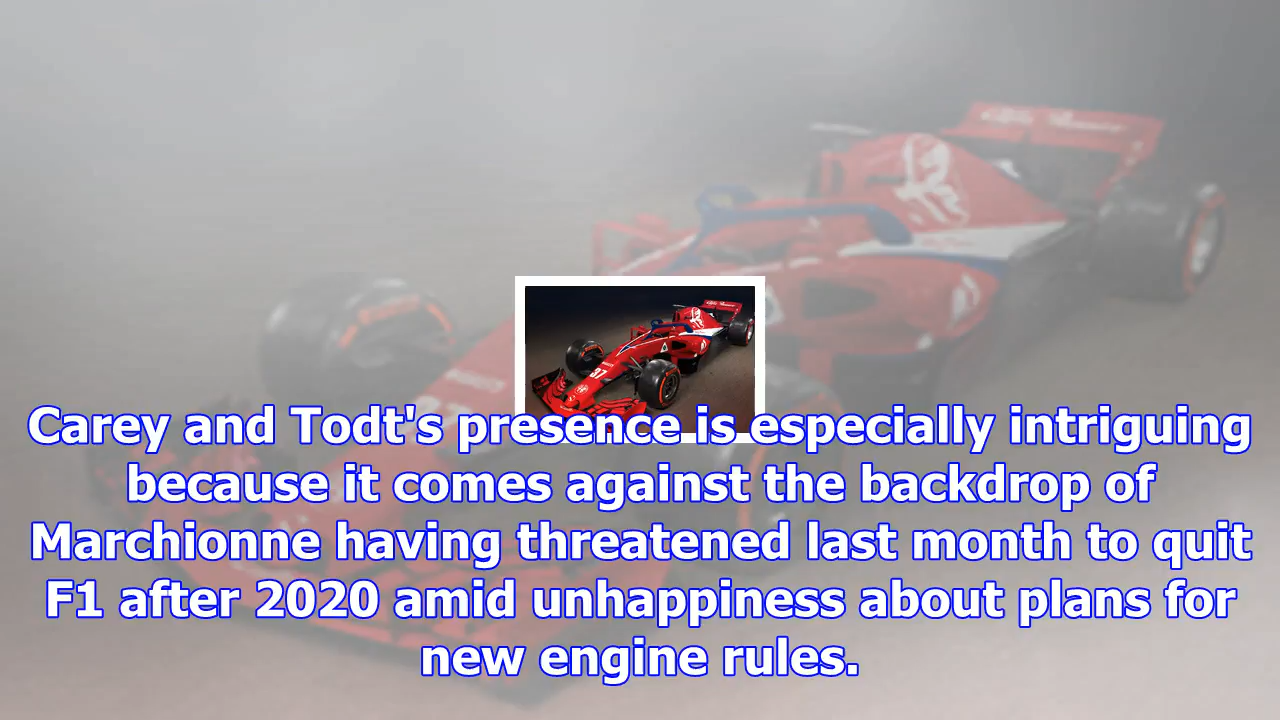 37
Carey and Todt's presence is especially intriguing
because it comes against the backdrop of
Marchionne having threatened last month to quit
F1 after 2020 amid unhappiness about plans for
new engine rules.